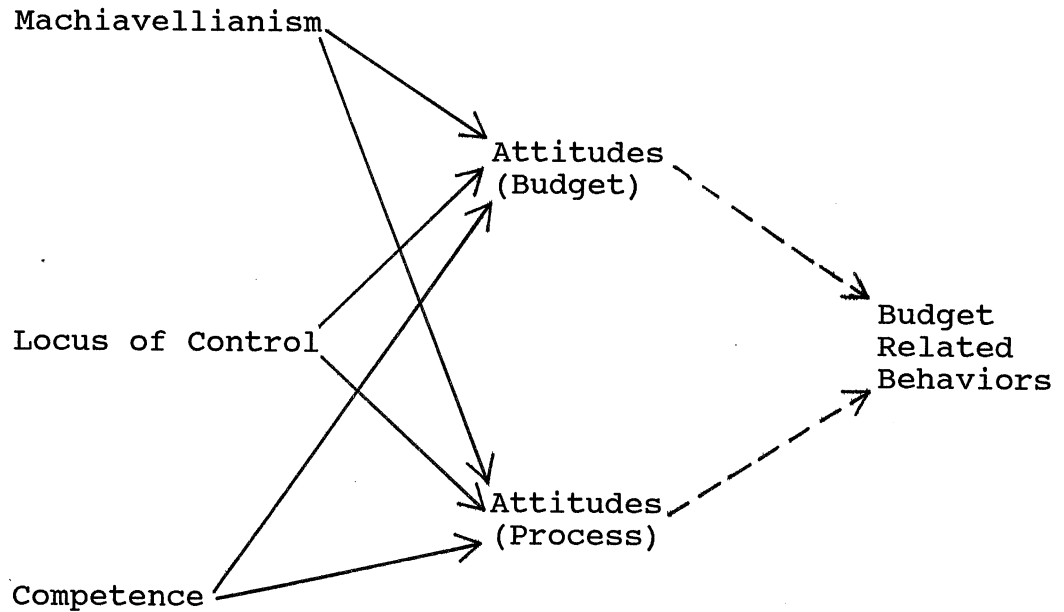 Machiavellianism
Attitudes
(Budget)
Budget
Related
Behaviors
Locus of Control
Attitudes
(Process)
Competence